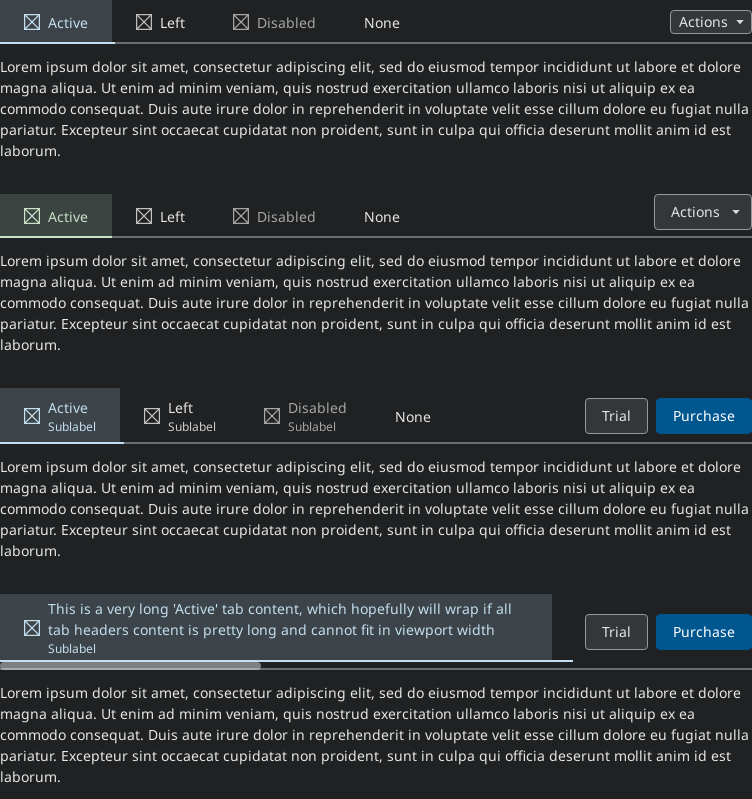 Active Left Disabled None Actions
Lorem ipsum dolor sit amet, consectetur adipiscing elit, sed do eiusmod tempor incididunt ut labore et dolore
magna aliqua. Ut enim ad minim veniam, quis nostrud exercitation ullamco laboris nisi ut aliquip ex ea
commodo consequat. Duis aute irure dolor in reprehenderit in voluptate velit esse cillum dolore eu fugiat nulla
pariatur. Excepteur sint occaecat cupidatat non proident, sunt in culpa qui officia deserunt mollit anim id est
laborum.
Active Left Disabled None Actions
Lorem ipsum dolor sit amet, consectetur adipiscing elit, sed do eiusmod tempor incididunt ut labore et dolore
magna aliqua. Ut enim ad minim veniam, quis nostrud exercitation ullamco laboris nisi ut aliquip ex ea
commodo consequat. Duis aute irure dolor in reprehenderit in voluptate velit esse cillum dolore eu fugiat nulla
pariatur. Excepteur sint occaecat cupidatat non proident, sunt in culpa qui officia deserunt mollit anim id est
laborum.
Active Left Disabled None Trial Purchase
Sublabel Sublabel Sublabel
Lorem ipsum dolor sit amet, consectetur adipiscing elit, sed do eiusmod tempor incididunt ut labore et dolore
magna aliqua. Ut enim ad minim veniam, quis nostrud exercitation ullamco laboris nisi ut aliquip ex ea
commodo consequat. Duis aute irure dolor in reprehenderit in voluptate velit esse cillum dolore eu fugiat nulla
pariatur. Excepteur sint occaecat cupidatat non proident, sunt in culpa qui officia deserunt mollit anim id est
laborum.
This is a very long 'Active' tab content, which hopefully will wrap if all
tab headers content is pretty long and cannot fit in viewport width
Sublabel
Trial Purchase
Lorem ipsum dolor sit amet, consectetur adipiscing elit, sed do eiusmod tempor incididunt ut labore et dolore
magna aliqua. Ut enim ad minim veniam, quis nostrud exercitation ullamco laboris nisi ut aliquip ex ea
commodo consequat. Duis aute irure dolor in reprehenderit in voluptate velit esse cillum dolore eu fugiat nulla
pariatur. Excepteur sint occaecat cupidatat non proident, sunt in culpa qui officia deserunt mollit anim id est
laborum.